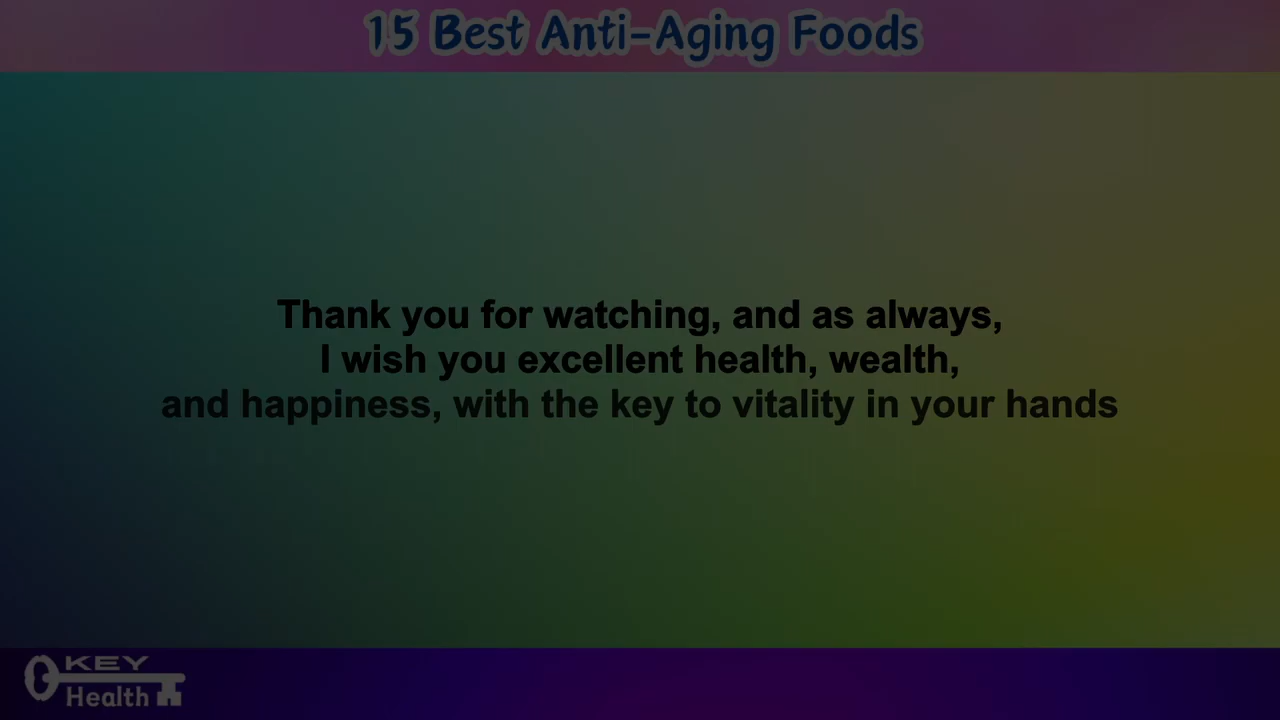 15 Best Anti-Aging Foods
Thank you for watching, and as always,
I wish you excellent health, wealth,
and happiness, with the key to vitality in your hands
KEY
Health